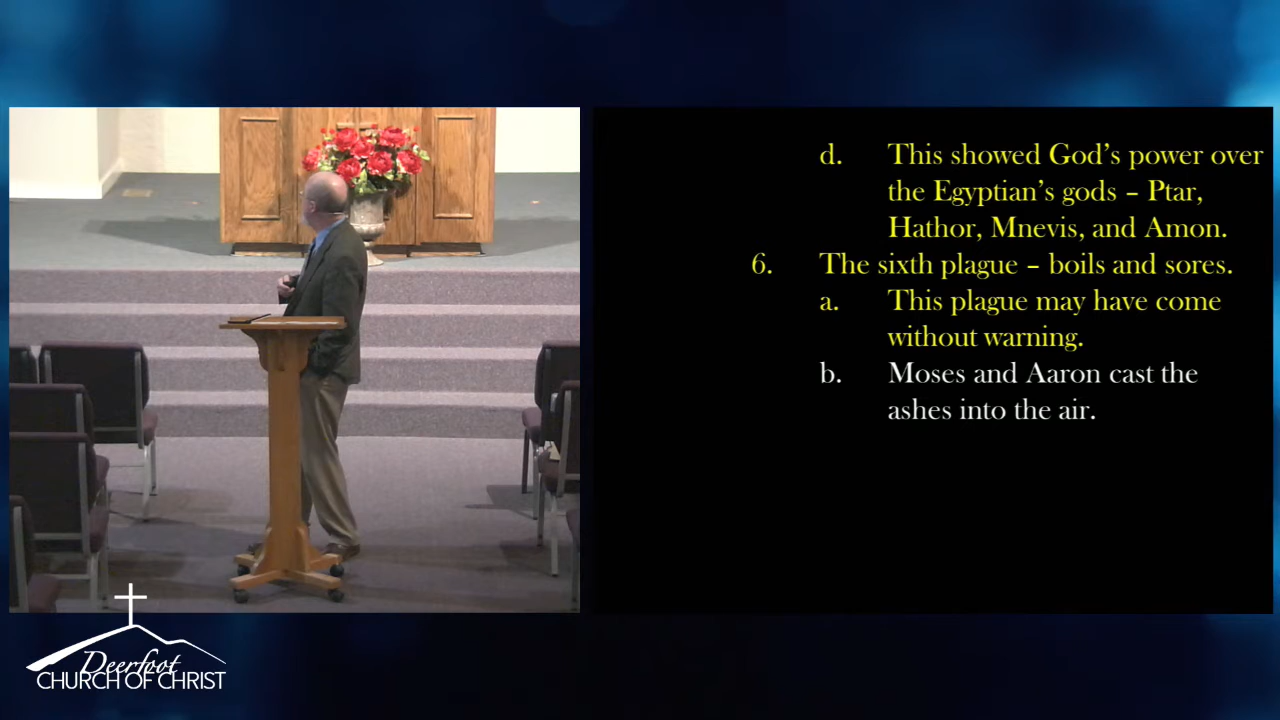 d. This showed God's power over
the Egyptian's gods – Ptar,
Hathor, Mnevis, and Amon.
6. The sixth plague – boils and sores.
a. This plague may have come
without warning.
b. Moses and Aaron cast the
ashes into the air.
Deerfoot
CHURCH OF CHRIST